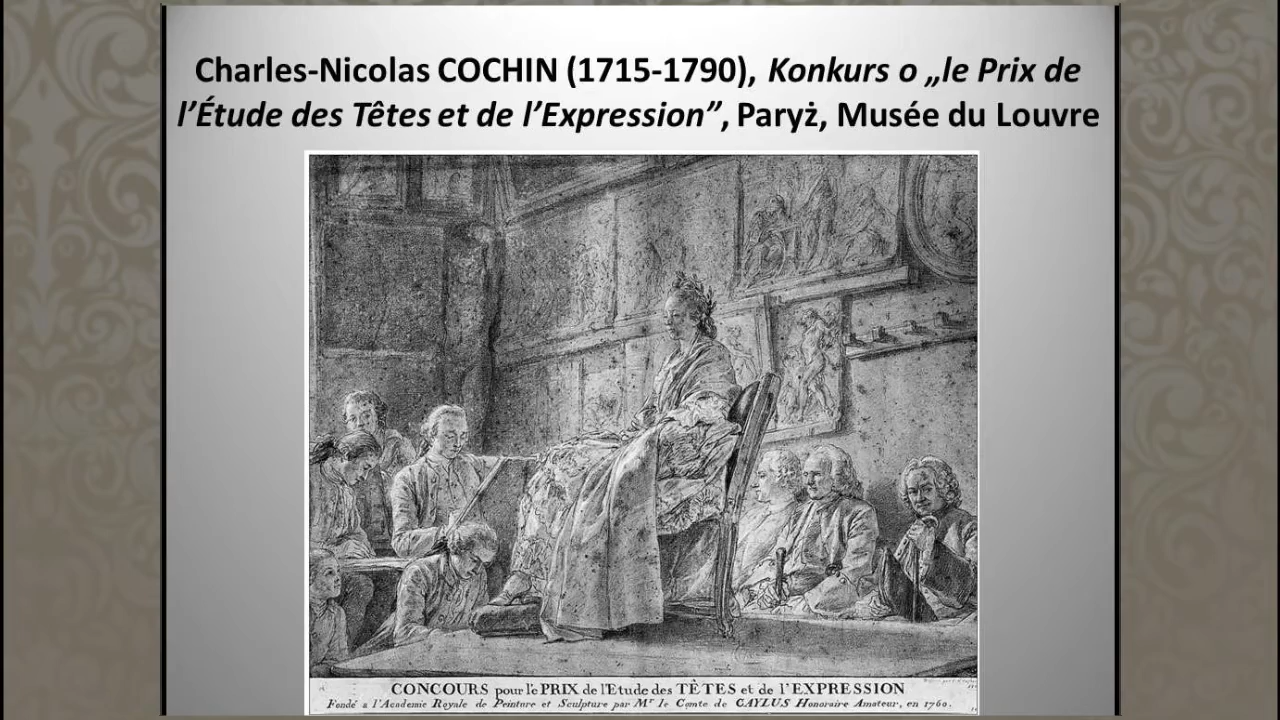 Charles-Nicolas COCHIN (1715-1790), Konkurs o „le Prix de
l’Étude des Têtes et de l’Expression”, Paryż, Musée du Louvre
CONCOURS pour le PRIX de l'Etude des TÊTES et de l'EXPRESSION
Fondé a l'Academie Royale de Peinture et Sculpture par Mr le Comte de CAYLUS Honoraire Amateur, en 1760.